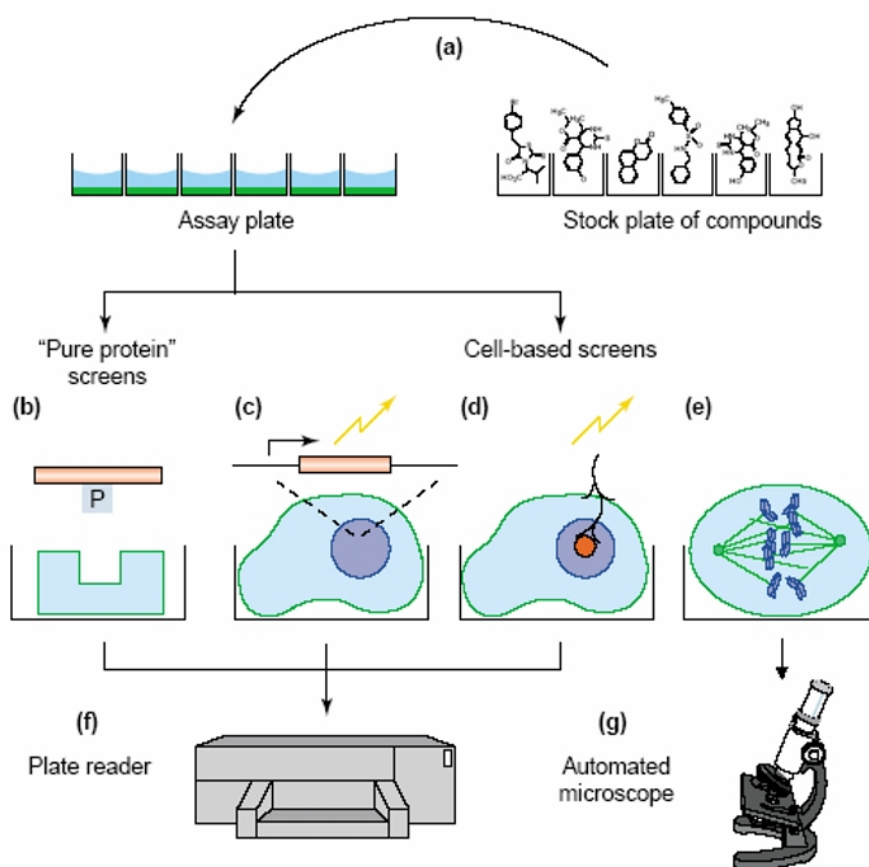 (a)
Assay plate
Stock plate of compounds
“Pure protein”
screens
Cell-based screens
(b)
(c)
(d)
(e)
P
(f)
Plate reader
(g)
Automated
microscope